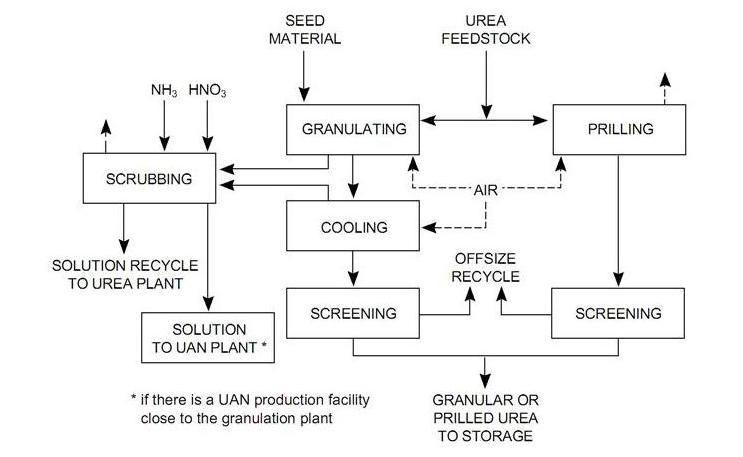 SEED
MATERIAL
UREA
FEEDSTOCK
NH₃ HNO₃
GRANULATING
PRILLING
SCRUBBING
AIR
COOLING
SOLUTION RECYCLE
TO UREA PLANT
OFFSIZE
RECYCLE
SCREENING
SCREENING
SOLUTION
TO UAN PLANT *
* if there is a UAN production facility
close to the granulation plant
GRANULAR OR
PRILLED UREA
TO STORAGE